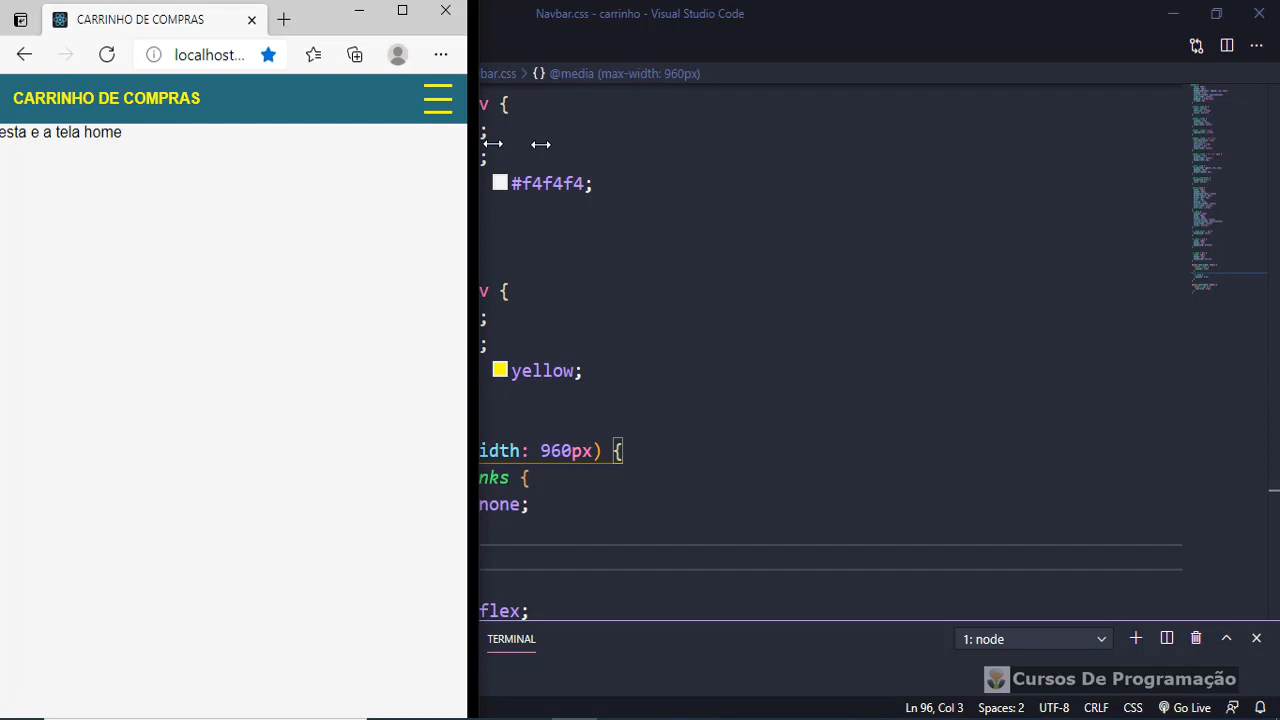 CARRINHO DE COMPRAS
localhost...
CARRINHO DE COMPRAS
esta e a tela home
Navbar.css - carrinho - Visual Studio Code
bar.css > {} @media (max-width: 960px)
v {
;
;
#f4f4f4;
v {
;
;
yellow;
idth: 960px) {
nks {
none;
flex;
TERMINAL
1: node
Cursos De Programação
Ln 96, Col 3 Spaces: 2 UTF-8 CRLF CSS Go Live